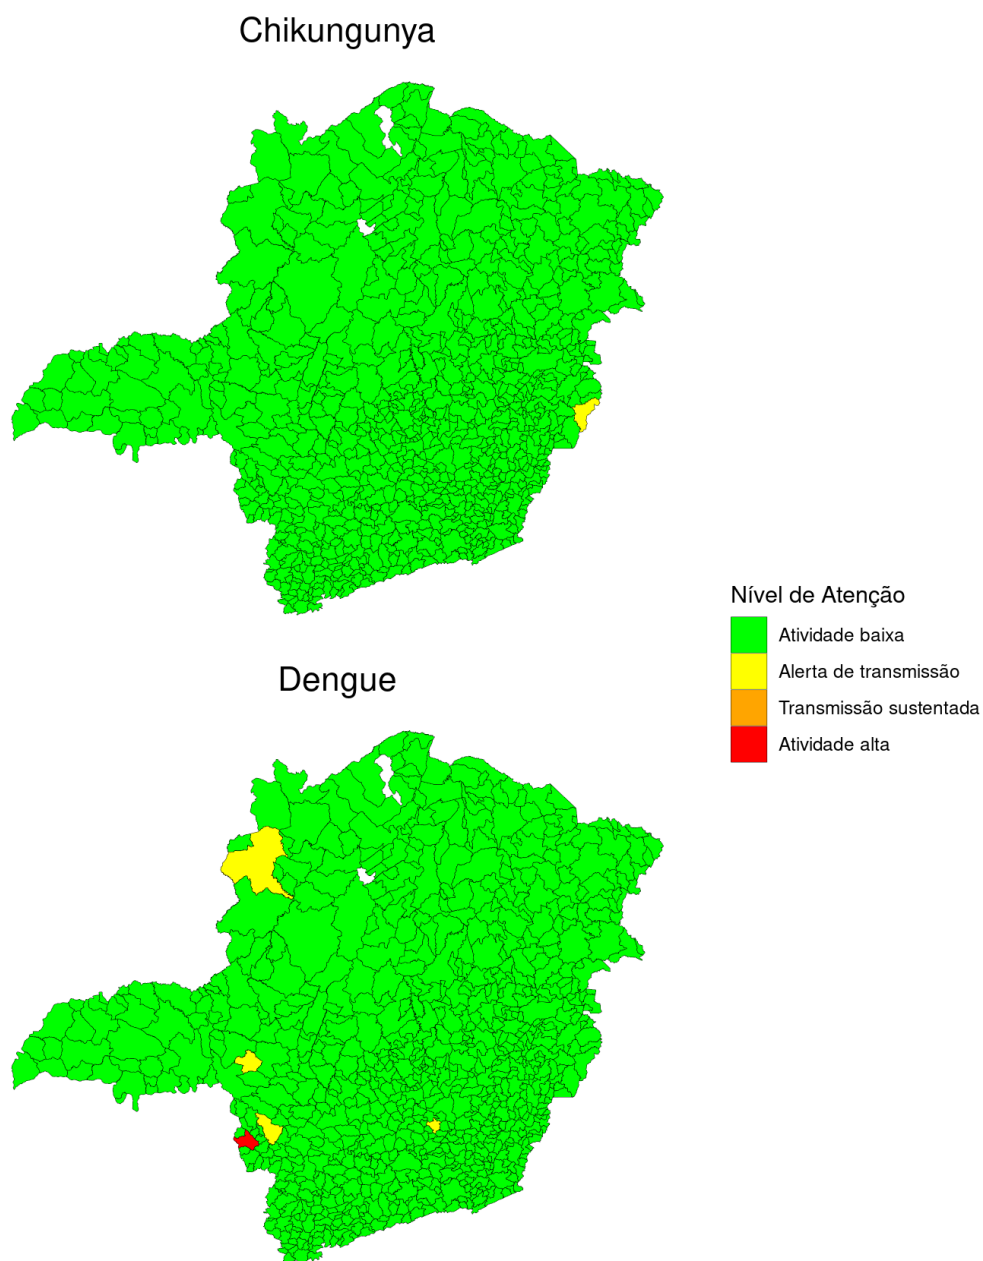 Chikungunya
Nível de Atenção
Atividade baixa
Alerta de transmissão
Transmissão sustentada
Atividade alta
Dengue